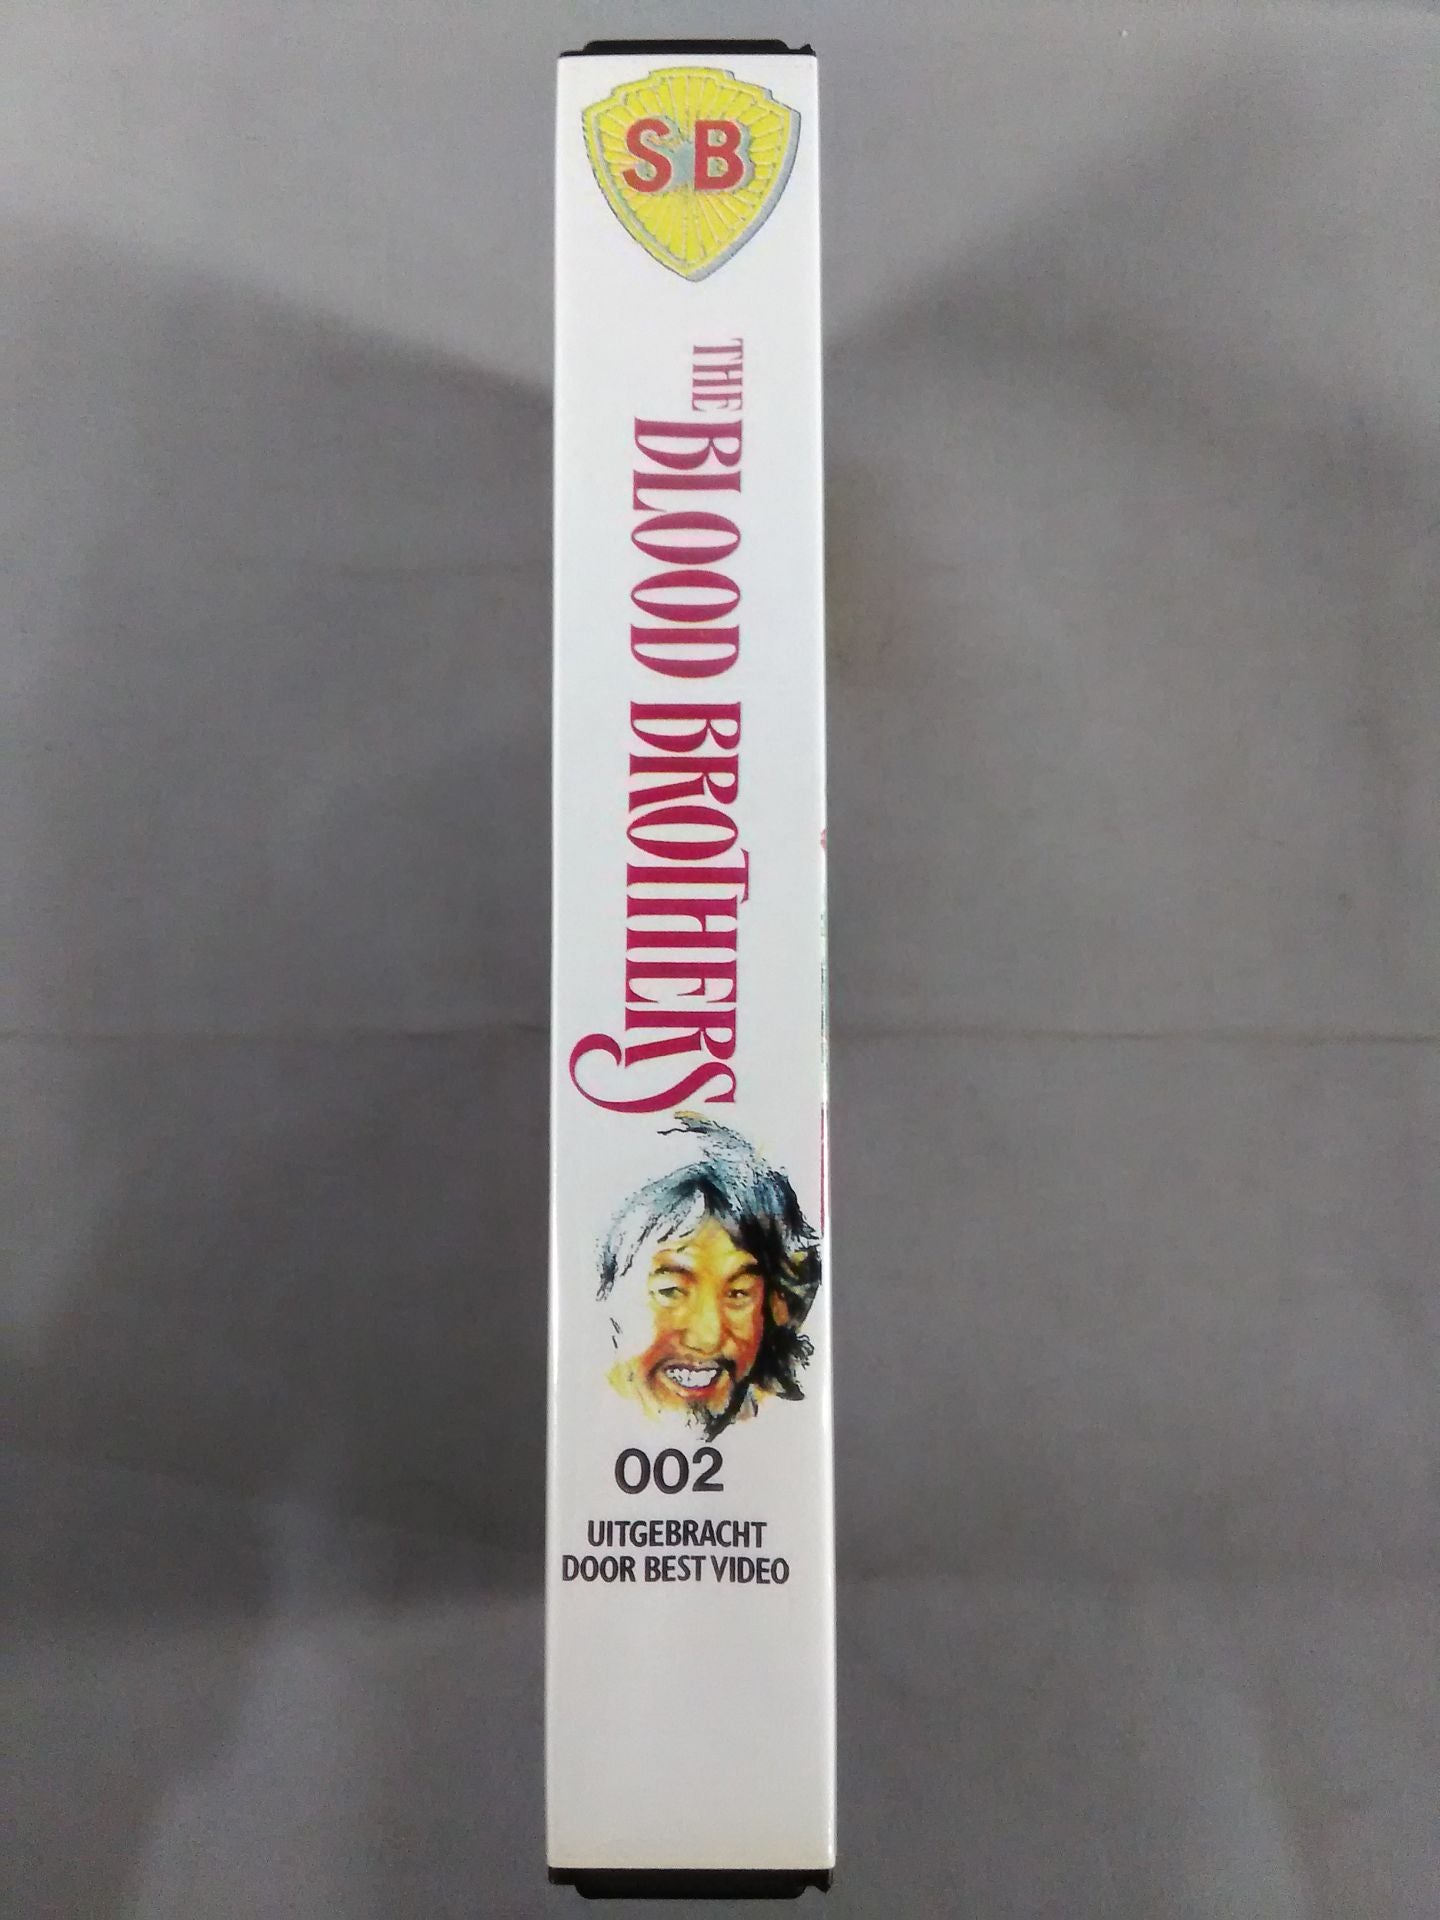 SB
THE BLOOD BROTHERS
002
UITGEBRACHT
DOOR BEST VIDEO